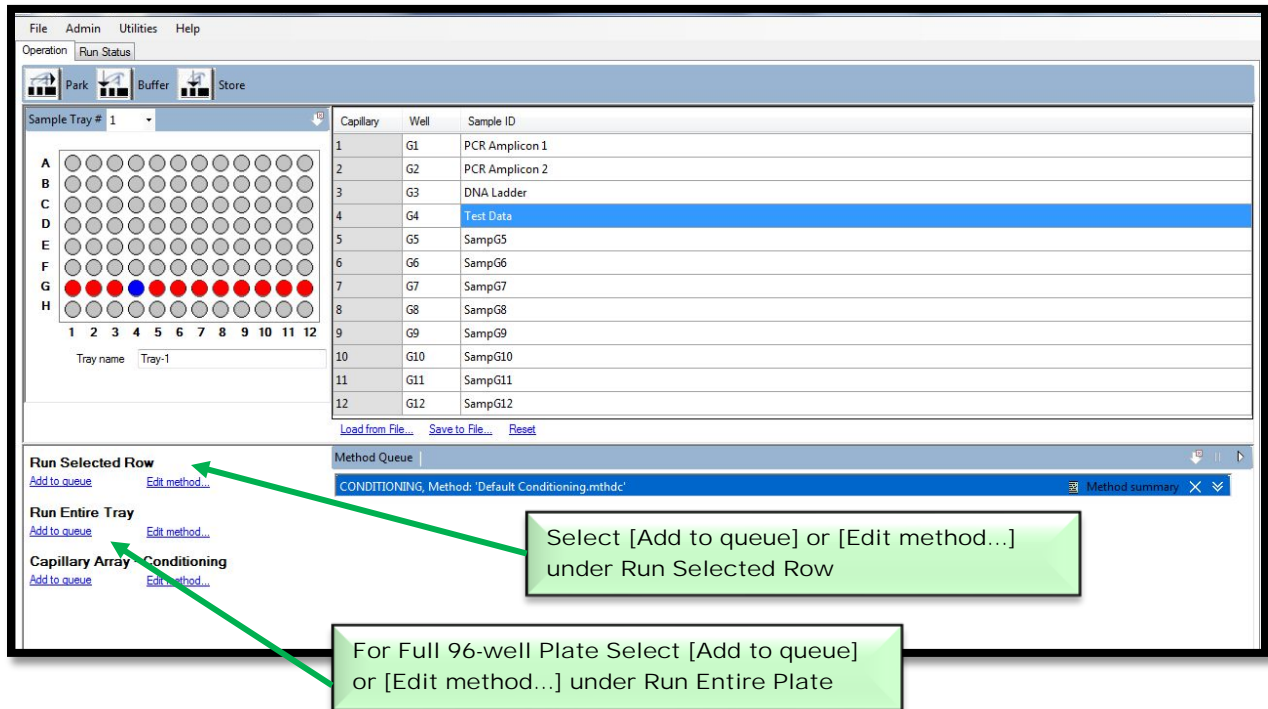 File Admin Utilities Help
Operation Run Status
Park Buffer Store
Sample Tray # 1
A
B
C
D
E
F
G
H
1 2 3 4 5 6 7 8 9 10 11 12
Tray name Tray-1
Capillary Well Sample ID
1 G1 PCR Amplicon 1
2 G2 PCR Amplicon 2
3 G3 DNA Ladder
4 G4 Test Data
5 G5 SampG5
6 G6 SampG6
7 G7 SampG7
8 G8 SampG8
9 G9 SampG9
10 G10 SampG10
11 G11 SampG11
12 G12 SampG12
Load from File... Save to File... Reset
Run Selected Row
Add to queue Edit method...
Run Entire Tray
Add to queue Edit method...
Capillary Array - Conditioning
Add to queue Edit method...
Method Queue
CONDITIONING, Method: 'Default Conditioning.mthdc' Method summary
Select [Add to queue] or [Edit method...]
under Run Selected Row
For Full 96-well Plate Select [Add to queue]
or [Edit method...] under Run Entire Plate